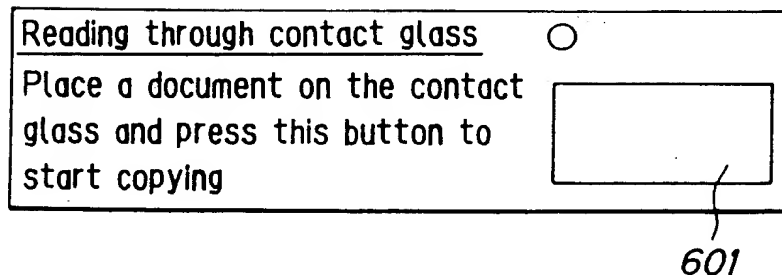 Reading through contact glass
Place a document on the contact
glass and press this button to
start copying
601